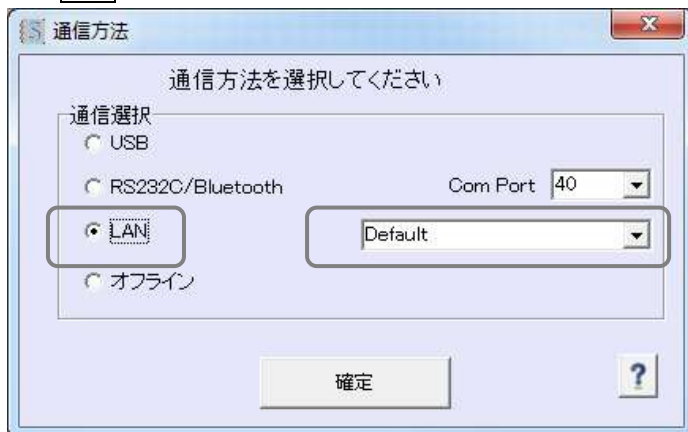 通信方法
通信方法を選択してください
通信選択
USB
RS232C/Bluetooth Com Port 40
LAN Default
オフライン
確定 ?